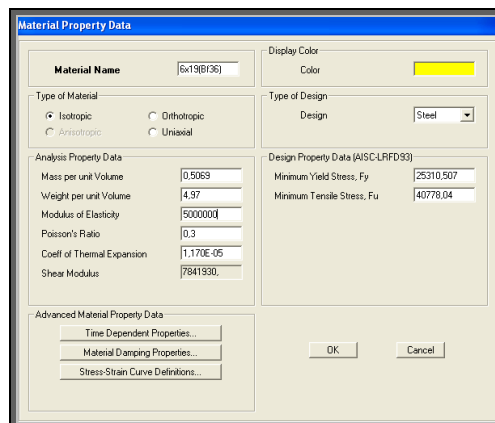 Material Property Data
Material Name 6x19(Bf36)
Display Color
Color
Type of Material
Isotropic Orthotropic
Anisotropic Uniaxial
Type of Design
Design Steel
Analysis Property Data
Mass per unit Volume 0,5069
Weight per unit Volume 4,97
Modulus of Elasticity 5000000
Poisson's Ratio 0,3
Coeff of Thermal Expansion 1,170E-05
Shear Modulus 7841930,
Design Property Data (AISC-LRFD93)
Minimum Yield Stress, Fy 25310,507
Minimum Tensile Stress, Fu 40778,04
Advanced Material Property Data
Time Dependent Properties...
Material Damping Properties...
Stress-Strain Curve Definitions...
OK Cancel